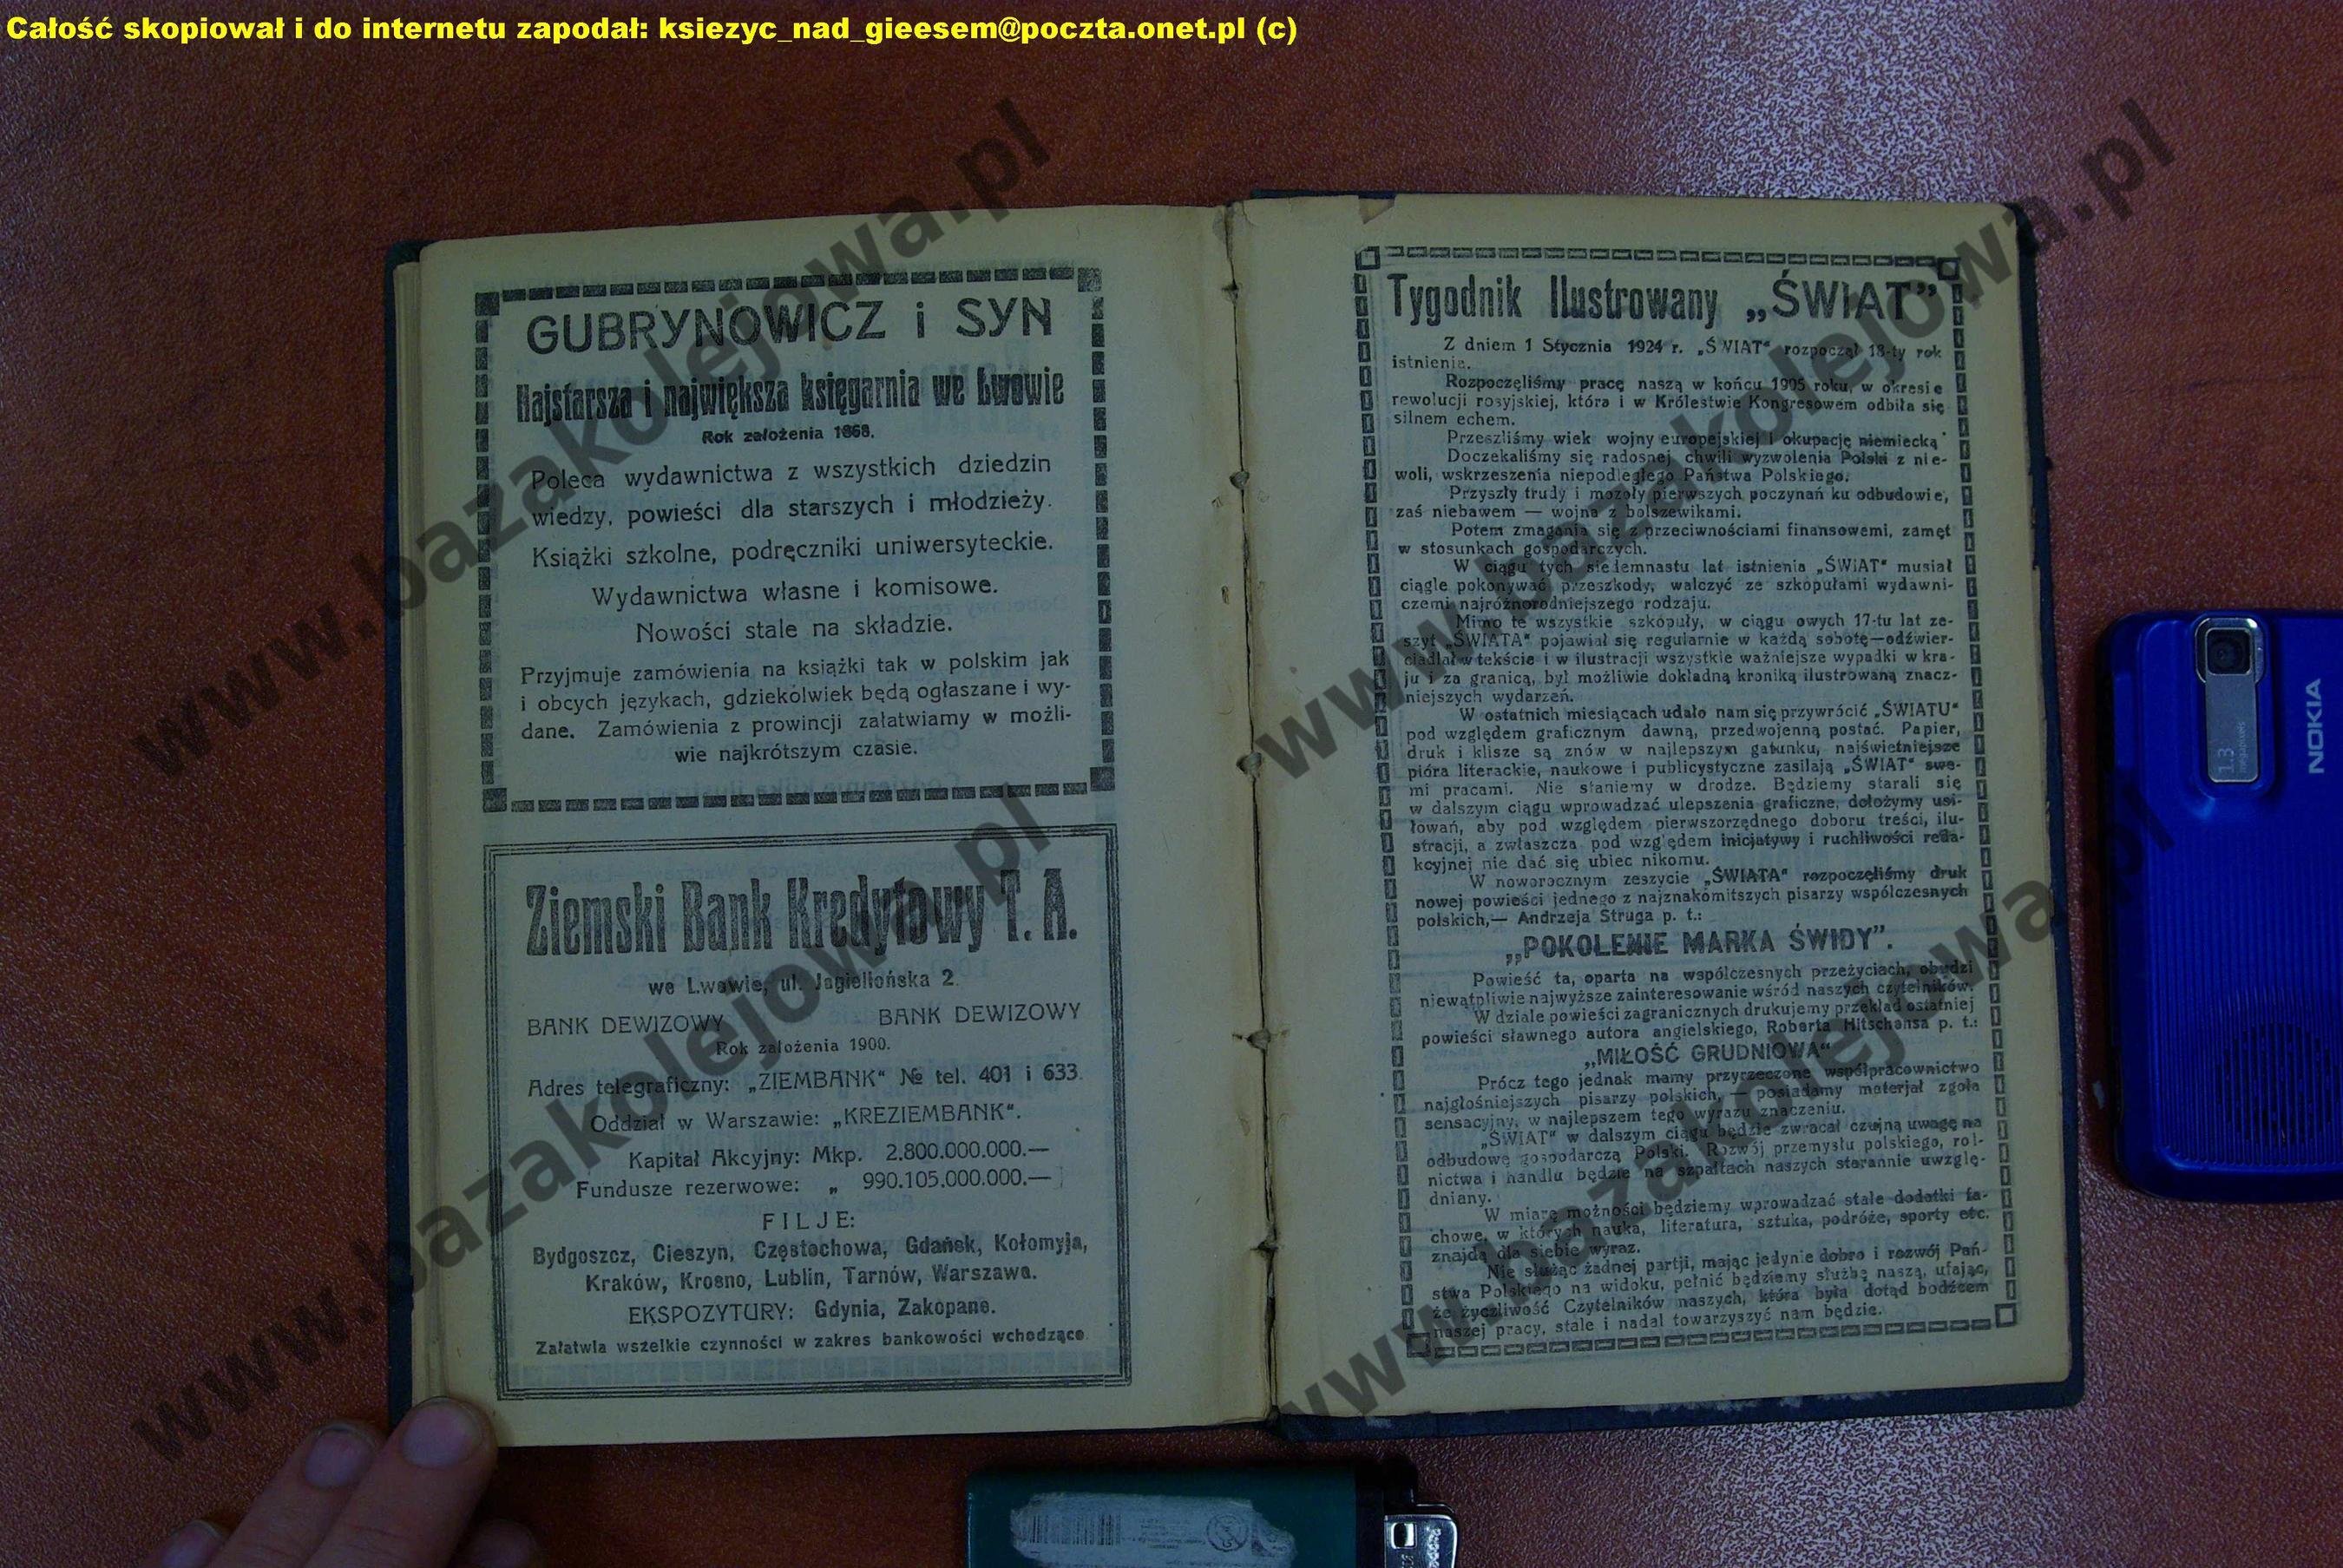 Całość skopiował i do internetu zapodał: ksiezyc_nad_gieesem@poczta.onet.pl (c)
GUBRYNOWICZ i SYN
Najstarsza i największa księgarnia we Lwowie
Rok założenia 1868.
Poleca wydawnictwa z wszystkich dziedzin
wiedzy, powieści dla starszych i młodzieży.
Książki szkolne, podręczniki uniwersyteckie.
Wydawnictwa własne i komisowe.
Nowości stale na składzie.
Przyjmuje zamówienia na książki tak w polskim jak
i obcych językach, gdziekolwiek będą ogłaszane i wy-
dane. Zamówienia z prowincji załatwiamy w możli-
wie najkrótszym czasie.
Ziemski Bank Kredytowy T. A.
we Lwowie, ul. Jagiellońska 2.
BANK DEWIZOWY BANK DEWIZOWY
Rok założenia 1900.
Adres telegraficzny: „ZIEMBANK“ № tel. 401 i 633.
Oddział w Warszawie: „KREZIEMBANK“.
Kapitał Akcyjny: Mkp. 2.800.000.000.—
Fundusze rezerwowe: „ 990.105.000.000.—
FILJE:
Bydgoszcz, Cieszyn, Częstochowa, Gdańsk, Kołomyja,
Kraków, Krosno, Lublin, Tarnów, Warszawa.
EKSPOZYTURY: Gdynia, Zakopane.
Załatwia wszelkie czynności w zakres bankowości wchodzące.
Tygodnik Ilustrowany „ŚWIAT”
Z dniem 1 Stycznia 1924 r. „ŚWIAT“ rozpoczął 18-ty rok
istnienia.
Rozpoczęliśmy pracę naszą w końcu 1905 roku, w okresie
rewolucji rosyjskiej, która i w Królestwie Kongresowem odbiła się
silnem echem.
Przeszliśmy wiek wojny europejskiej i okupację niemiecką
Doczekaliśmy się radosnej chwili wyzwolenia Polski z nie-
woli, wskrzeszenia niepodległego Państwa Polskiego.
Przyszły trudy i mozoły pierwszych poczynań ku odbudowie,
zaś niebawem — wojna z bolszewikami.
Potem zmagania się z przeciwnościami finansowemi, zamęt
w stosunkach gospodarczych.
W ciągu tych siedemnastu lat istnienia „ŚWIAT“ musiał
ciągle pokonywać przeszkody, walczyć ze szkopułami wydawni-
czemi najróżnorodniejszego rodzaju.
Mimo te wszystkie szkopuły, w ciągu owych 17-tu lat ze-
szyt „ŚWIATA“ pojawiał się regularnie w każdą sobotę—odźwier-
ciadlał w tekście i w ilustracji wszystkie ważniejsze wypadki w kra-
ju i za granicą, był możliwie dokładną kroniką ilustrowaną znacz-
niejszych wydarzeń.
W ostatnich miesiącach udało nam się przywrócić „ŚWIATU“
pod względem graficznym dawną, przedwojenną postać. Papier,
druk i klisze są znów w najlepszym gatunku, najświetniejsze
pióra literackie, naukowe i publicystyczne zasilają „ŚWIAT“ swe-
mi pracami. Nie staniemy w drodze. Będziemy starali się
w dalszym ciągu wprowadzać ulepszenia graficzne, dołożymy usi-
łowań, aby pod względem pierwszorzędnego doboru treści, ilu-
stracji, a zwłaszcza pod względem inicjatywy i ruchliwości reda-
kcyjnej nie dać się ubiec nikomu.
W noworocznym zeszycie „ŚWIATA“ rozpoczęliśmy druk
nowej powieści jednego z najznakomitszych pisarzy współczesnych
polskich,— Andrzeja Struga p. t.:
„POKOLENIE MARKA ŚWIDY”.
Powieść ta, oparta na współczesnych przeżyciach, obudzi
niewątpliwie najwyższe zainteresowanie wśród naszych czytelników.
W dziale powieści zagranicznych drukujemy przekład ostatniej
powieści sławnego autora angielskiego, Roberta Hitschensa p. t.:
„MIŁOŚĆ GRUDNIOWA“
Prócz tego jednak mamy przyrzeczone współpracownictwo
najgłośniejszych pisarzy polskich, — posiadamy materjał zgoła
sensacyjny, w najlepszem tego wyrazu znaczeniu.
„ŚWIAT“ w dalszym ciągu będzie zwracał czujną uwagę na
odbudowę gospodarczą Polski. Rozwój przemysłu polskiego, rol-
nictwa i handlu będzie na szpaltach naszych starannie uwzglę-
dniany.
W miarę możności będziemy wprowadzać stałe dodatki fa-
chowe, w których nauka, literatura, sztuka, podróże, sporty etc.
znajdą dla siebie wyraz.
Nie służąc żadnej partji, mając jedynie dobro i rozwój Pań-
stwa Polskiego na widoku, pełnić będziemy służbę naszą, ufając,
że życzliwość Czytelników naszych, która była dotąd bodźcem
naszej pracy, stale i nadal towarzyszyć nam będzie.
NOKIA
1.3
www.bazakolejowa.pl
www.bazakolejowa.pl
www.bazakolejowa.pl
www.bazakolejowa.pl